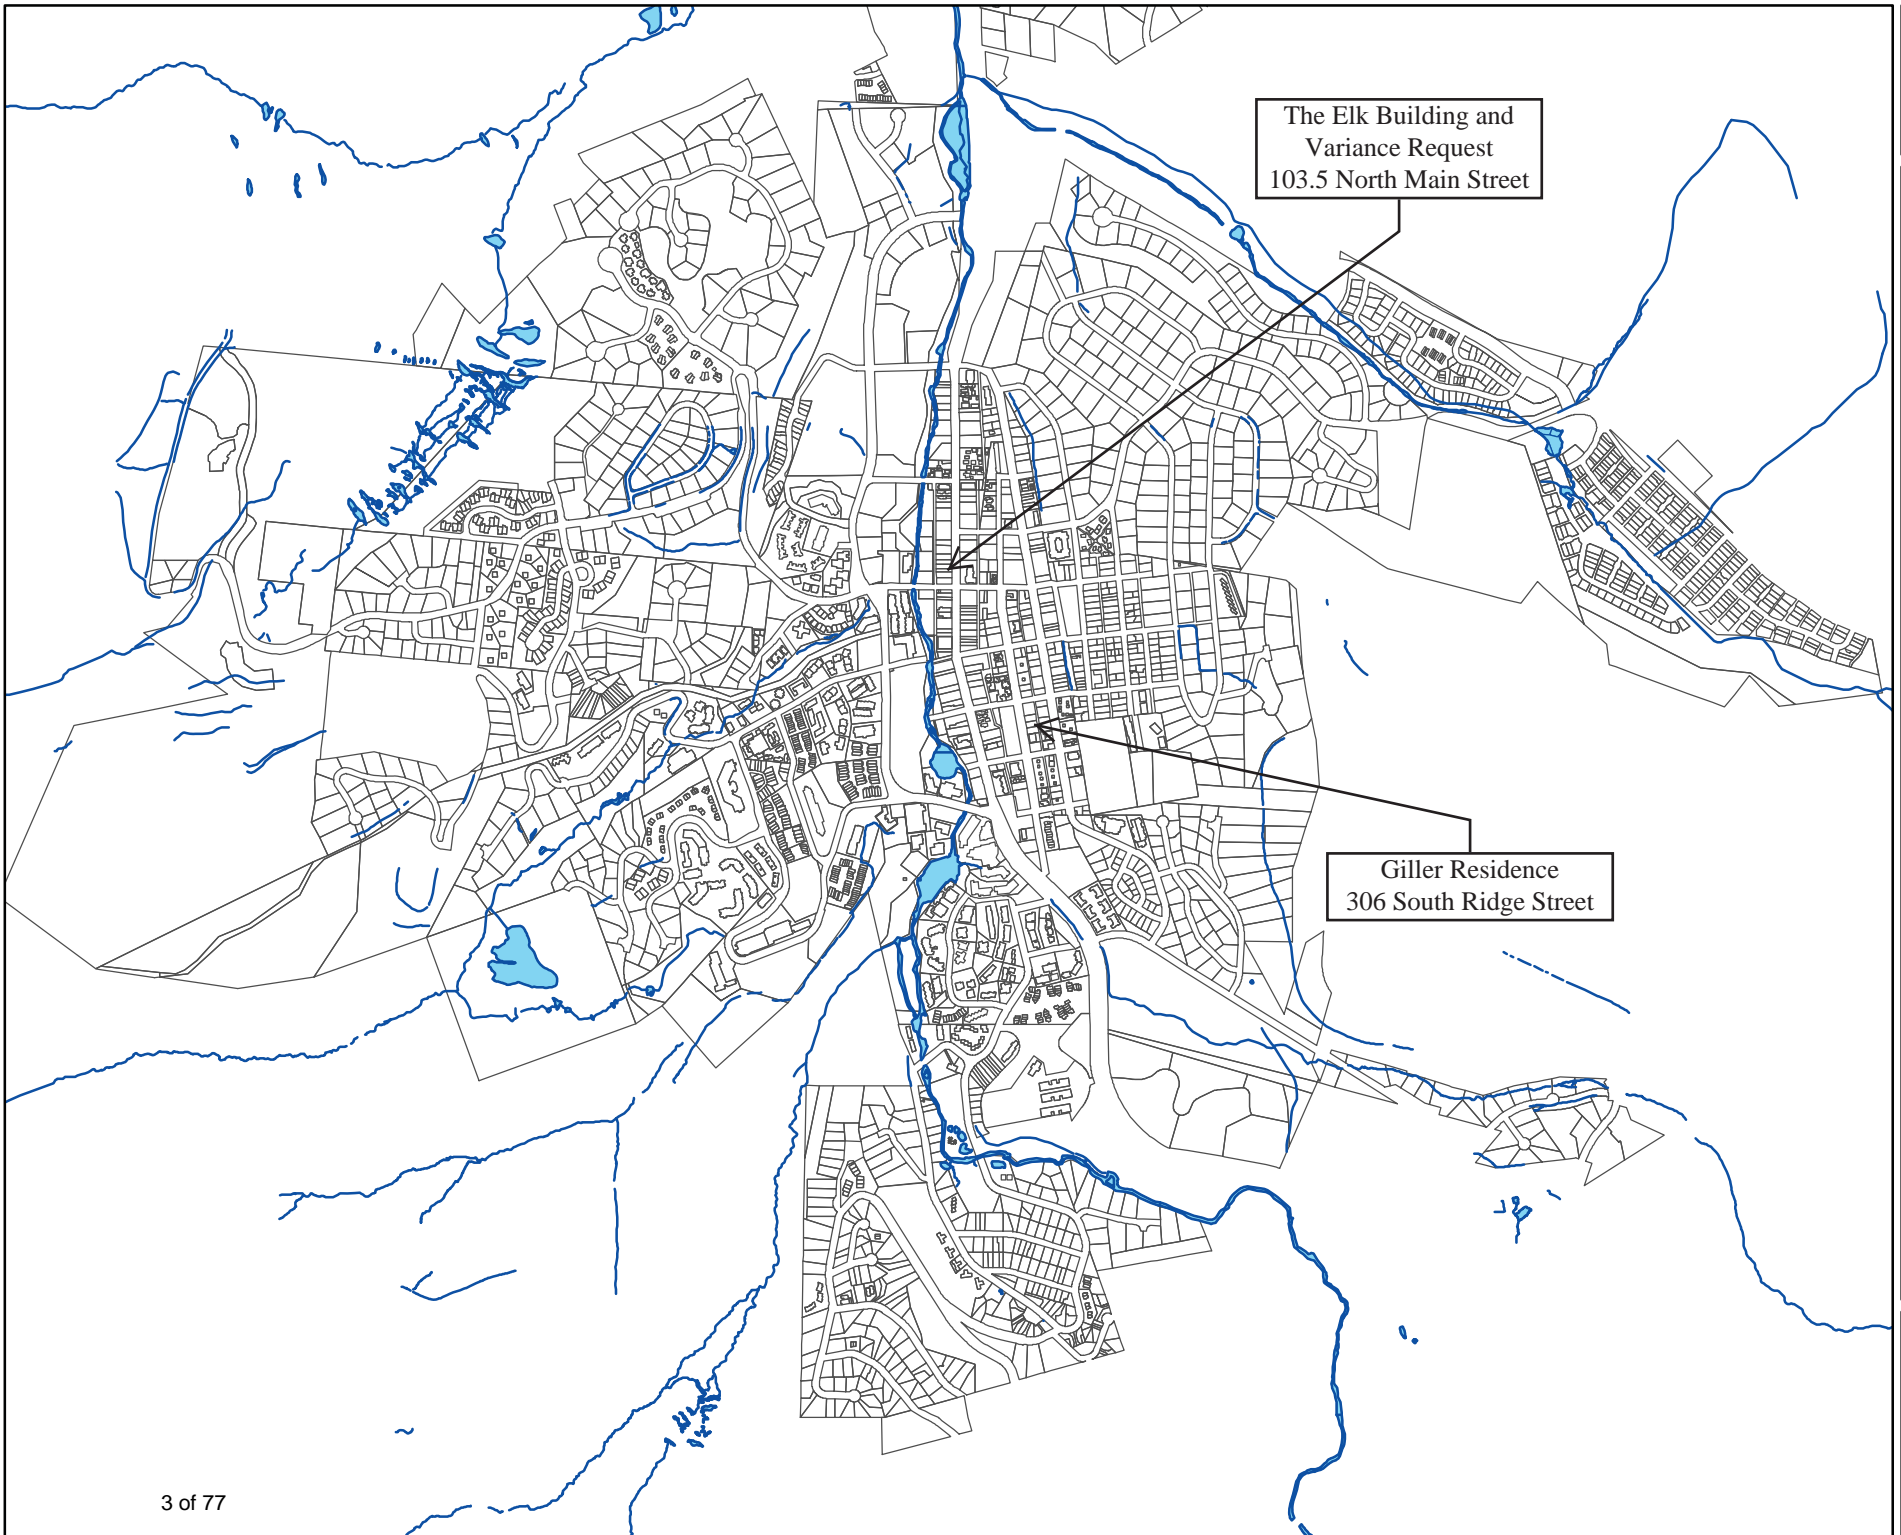 The Elk Building and
Variance Request
103.5 North Main Street
Giller Residence
306 South Ridge Street
3 of 77